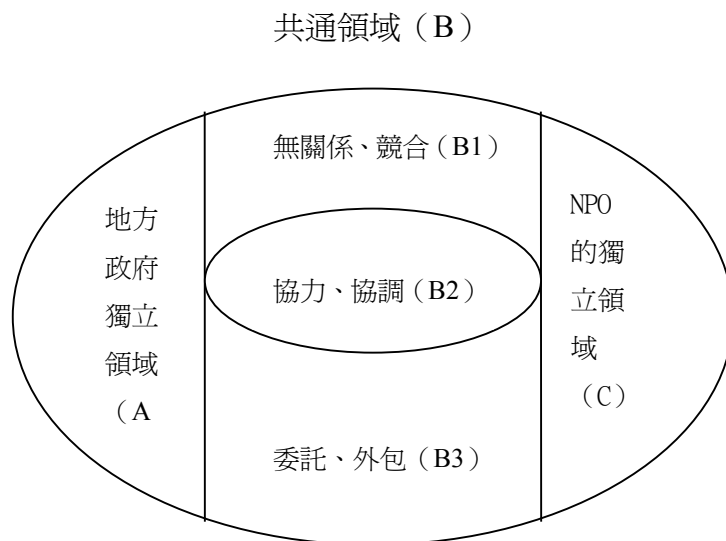 共通領域（B）
無關係、競合（B1）
地方
政府
獨立
領域
（A
協力、協調（B2）
NPO
的獨
立領
域
（C）
委託、外包（B3）